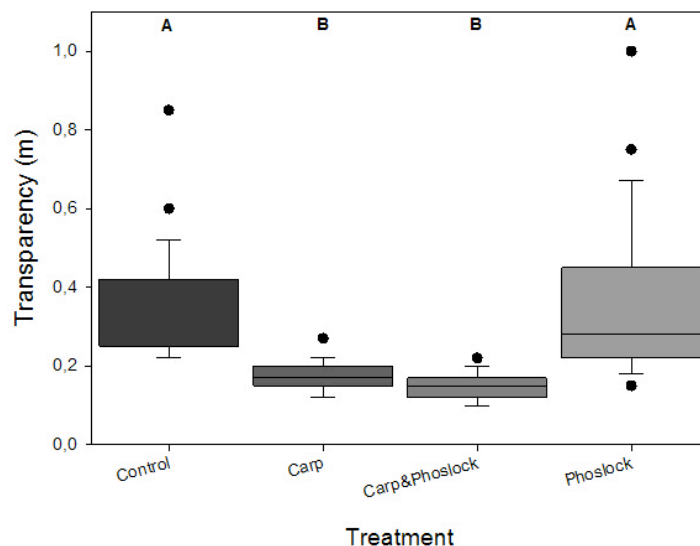 A B B A
1,0
0,8
0,6
0,4
0,2
0,0
Transparency (m)
Control Carp Carp&Phoslock Phoslock
Treatment